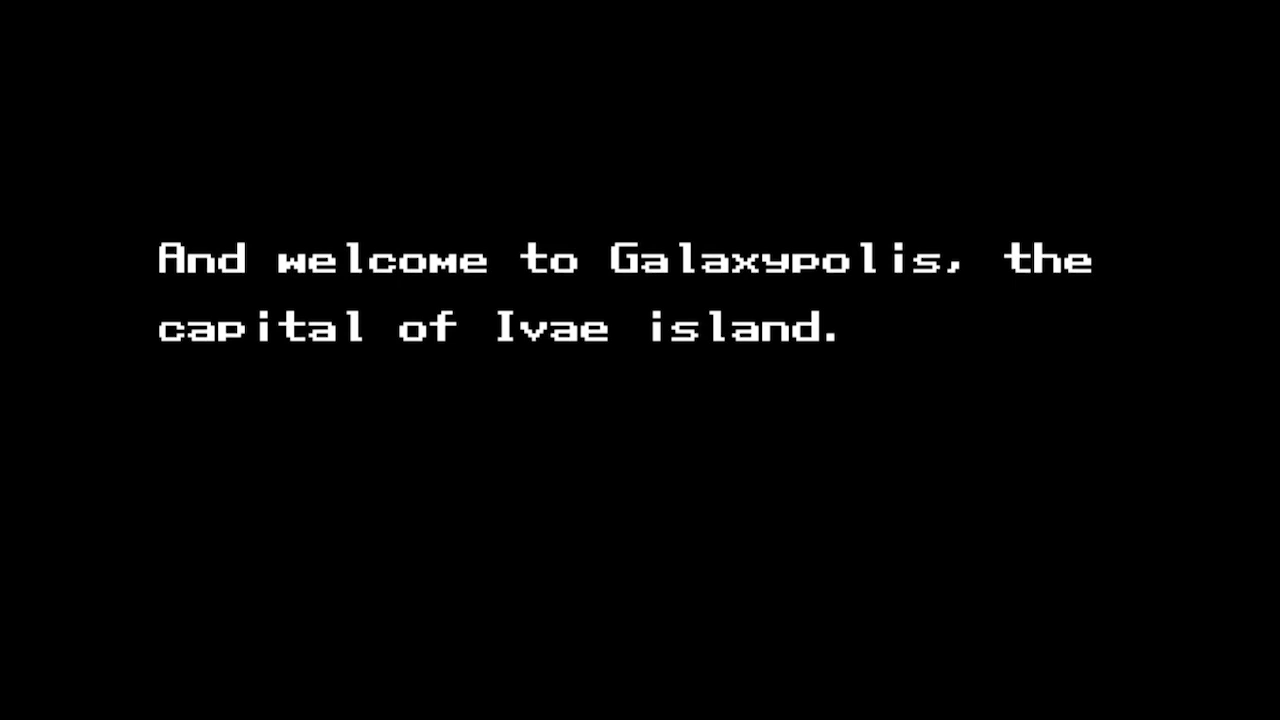 And welcome to Galaxypolis, the
capital of Ivae island.